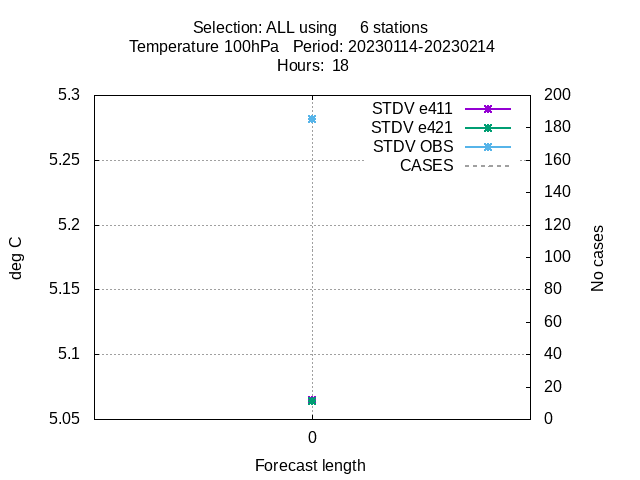 Selection: ALL using     6 stations
Temperature 100hPa   Period: 20230114-20230214
Hours:  18
5.3
5.25
5.2
5.15
5.1
5.05
200
180
160
140
120
100
80
60
40
20
0
STDV e411
STDV e421
STDV OBS
CASES
deg C
No cases
0
Forecast length